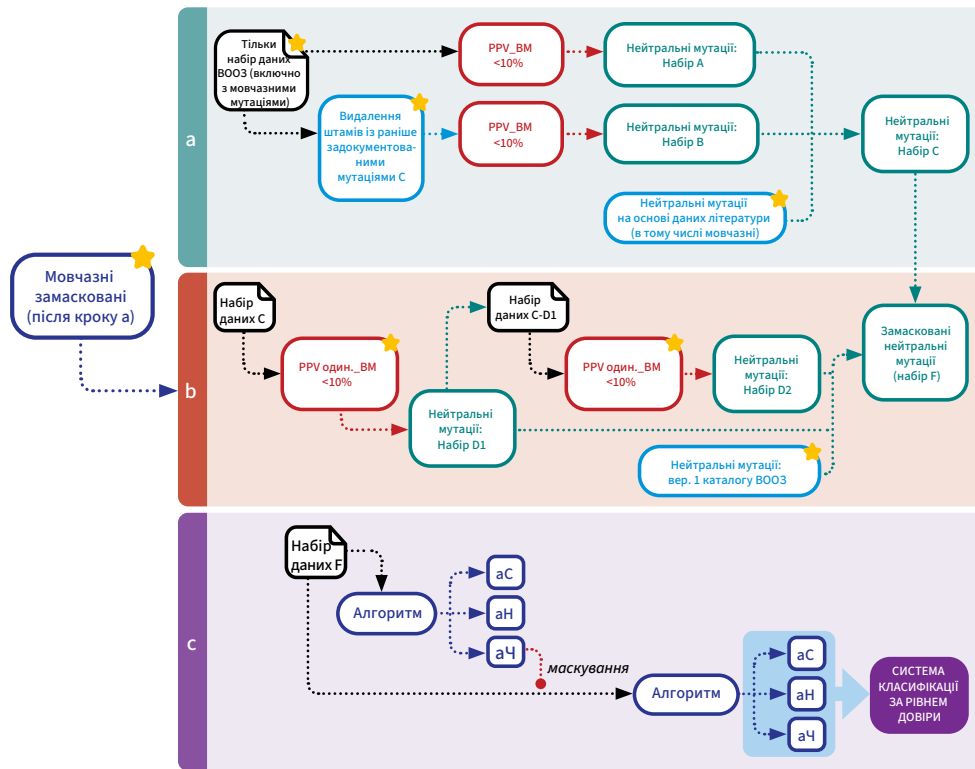 a
Тільки
набір даних
ВООЗ (включно
з мовчазними
мутаціями)
PPV_BM
<10%
Нейтральні мутації:
Набір A
Видалення
штамів із раніше
задокументова-
ними
мутаціями С
PPV_BM
<10%
Нейтральні мутації:
Набір B
Нейтральні
мутації:
Набір C
Нейтральні мутації
на основі даних літератури
(в тому числі мовчазні)
Мовчазні
замасковані
(після кроку а)
b
Набір
даних C
Набір
даних C-D1
PPV один._BM
<10%
Нейтральні
мутації:
Набір D1
PPV один._BM
<10%
Нейтральні
мутації:
Набір D2
Замасковані
нейтральні
мутації
(набір F)
Нейтральні мутації:
вер. 1 каталогу ВООЗ
c
Набір
даних F
Алгоритм
аС
аН
аЧ
маскування
Алгоритм
аС
аН
аЧ
СИСТЕМА
КЛАСИФІКАЦІЇ
ЗА РІВНЕМ
ДОВІРИ